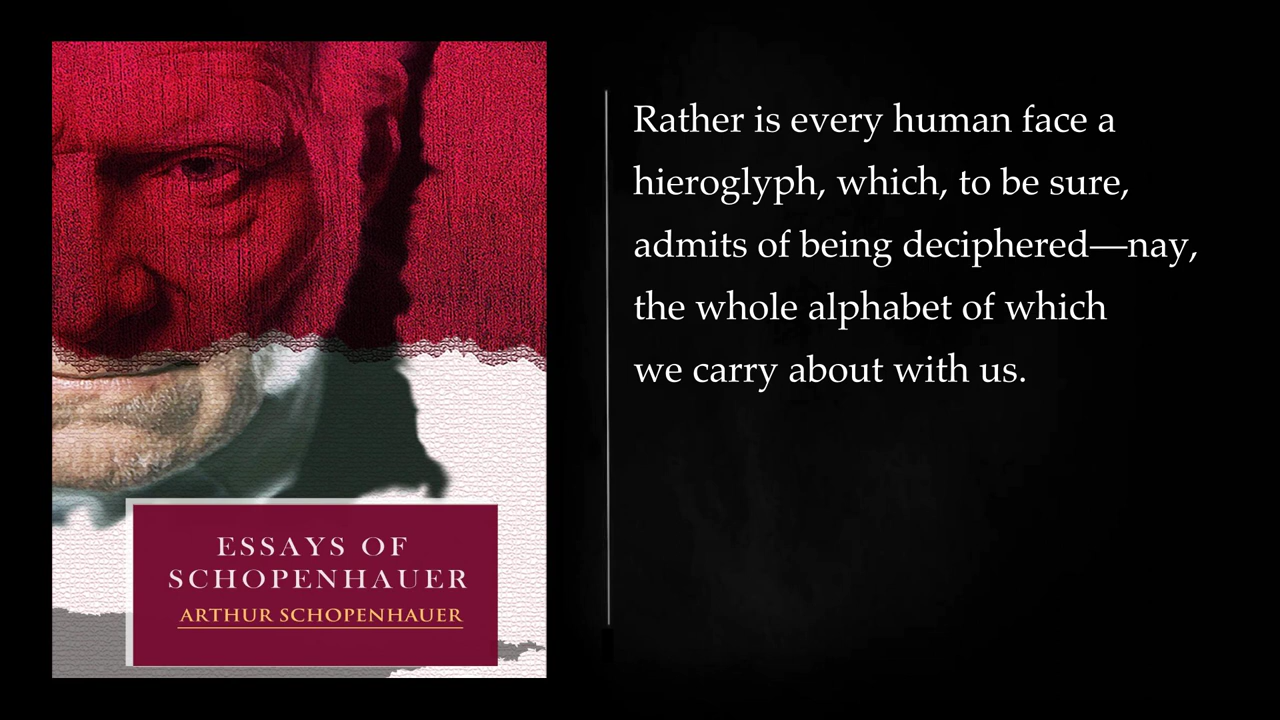 Rather is every human face a
hieroglyph, which, to be sure,
admits of being deciphered—nay,
the whole alphabet of which
we carry about with us.
ESSAYS OF
SCHOPENHAUER
ARTHUR SCHOPENHAUER